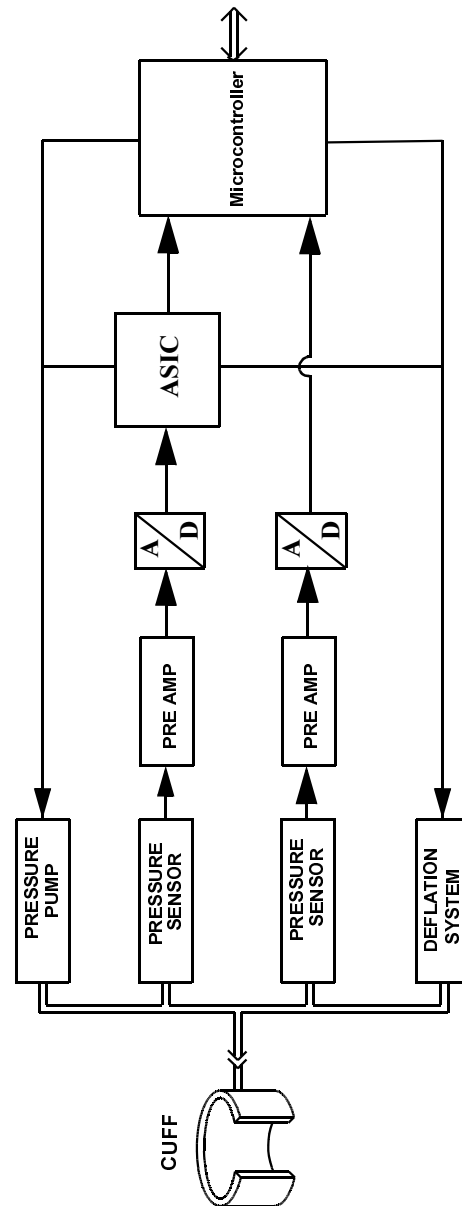 Microcontroller
ASIC
A
D
A
D
PRE AMP
PRE AMP
PRESSURE
PUMP
PRESSURE
SENSOR
PRESSURE
SENSOR
DEFLATION
SYSTEM
CUFF